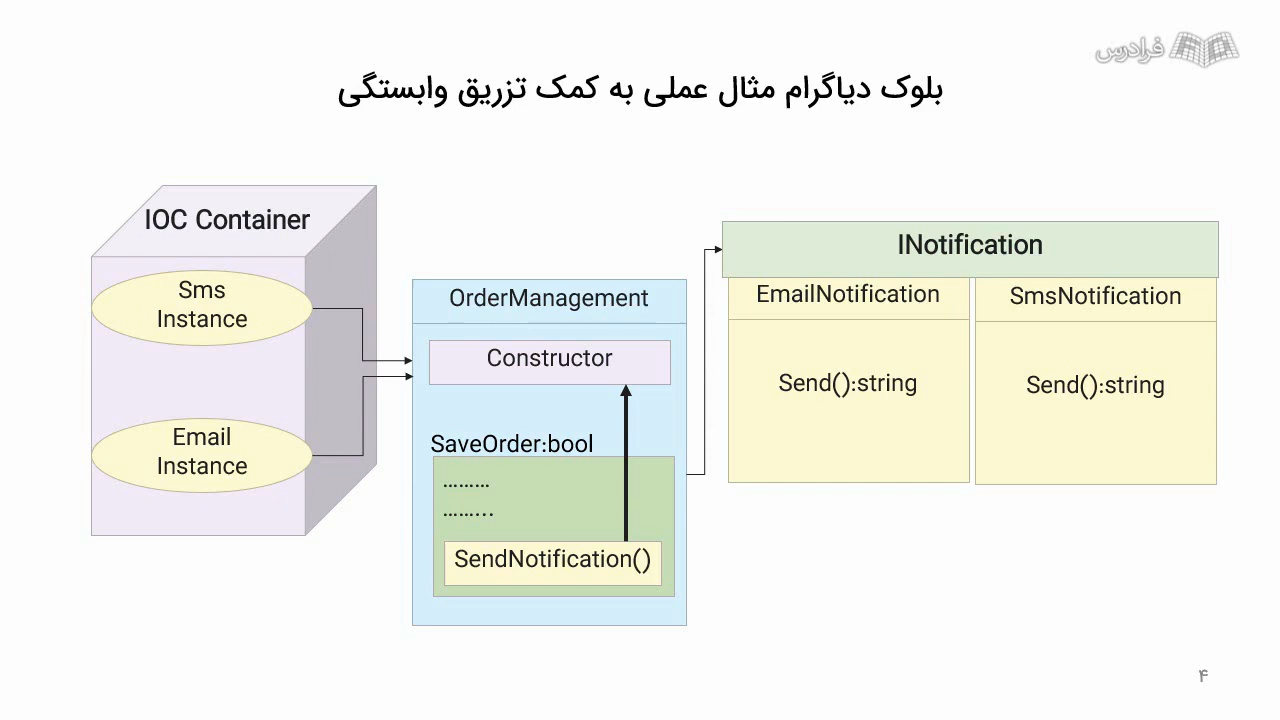 فرادرس
بلوک دیاگرام مثال عملی به کمک تزریق وابستگی
IOC Container
Sms
Instance
Email
Instance
OrderManagement
Constructor
SaveOrder:bool
.........
.........
SendNotification()
INotification
EmailNotification
Send():string
SmsNotification
Send():string
۴